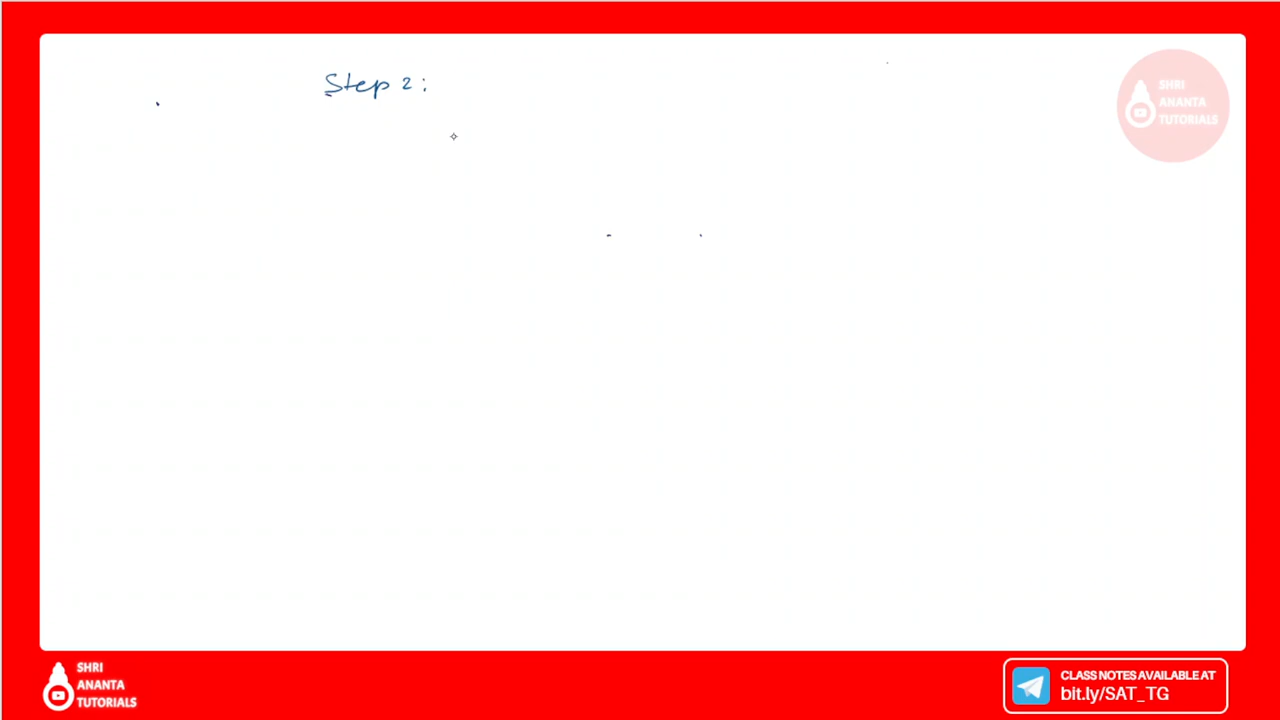 Step 2:
SHRI
ANANTA
TUTORIALS
SHRI
ANANTA
TUTORIALS
CLASS NOTES AVAILABLE AT
bit.ly/SAT_TG